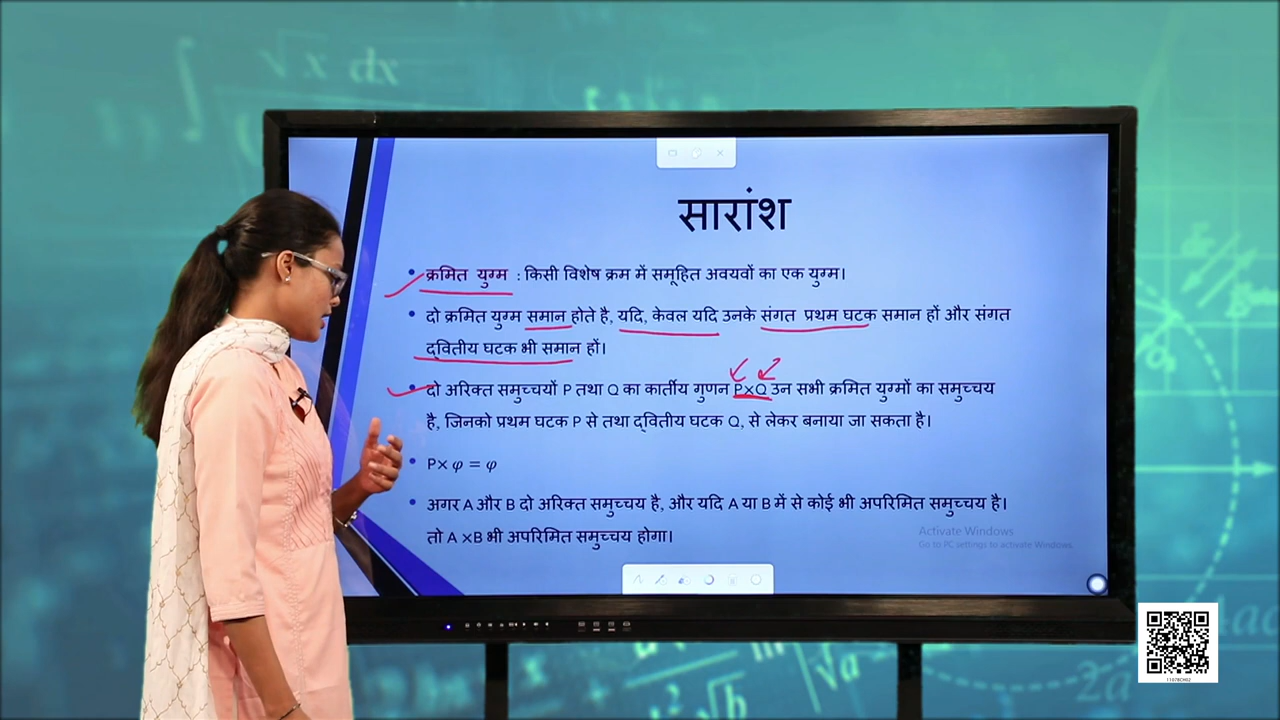 सारांश
क्रमित युग्म : किसी विशेष क्रम में समूहित अवयवों का एक युग्म।
दो क्रमित युग्म समान होते है, यदि, केवल यदि उनके संगत प्रथम घटक समान हों और संगत
द्वितीय घटक भी समान हों।
दो अरिक्त समुच्चयों P तथा Q का कार्तीय गुणन P×Q उन सभी क्रमित युग्मों का समुच्चय
है, जिनको प्रथम घटक P से तथा द्वितीय घटक Q, से लेकर बनाया जा सकता है।
P× φ = φ
अगर A और B दो अरिक्त समुच्चय है, और यदि A या B में से कोई भी अपरिमित समुच्चय है।
तो A ×B भी अपरिमित समुच्चय होगा।
Activate Windows
Go to PC settings to activate Windows.
√x dx
2a